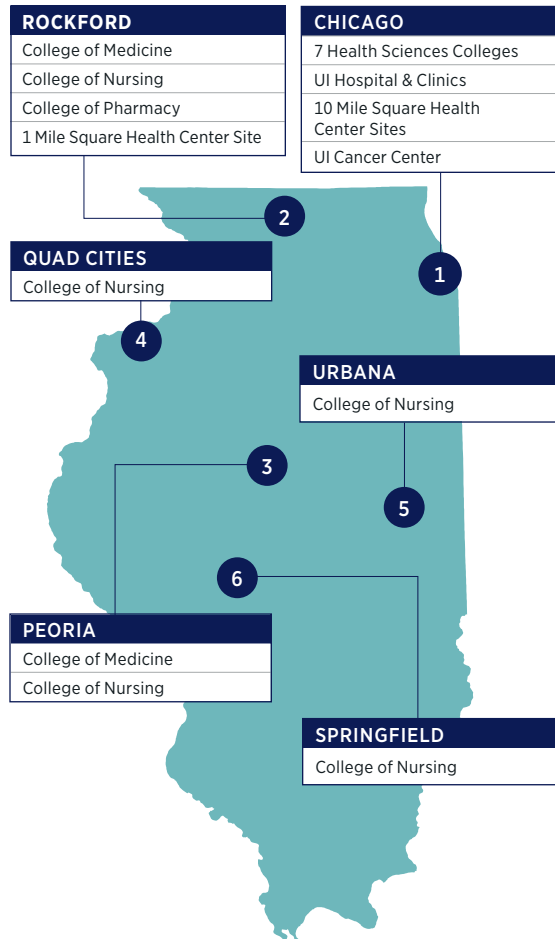 ROCKFORD
College of Medicine
College of Nursing
College of Pharmacy
1 Mile Square Health Center Site
CHICAGO
7 Health Sciences Colleges
UI Hospital & Clinics
10 Mile Square Health
Center Sites
UI Cancer Center
2
1
QUAD CITIES
College of Nursing
4
URBANA
College of Nursing
3
5
6
PEORIA
College of Medicine
College of Nursing
SPRINGFIELD
College of Nursing